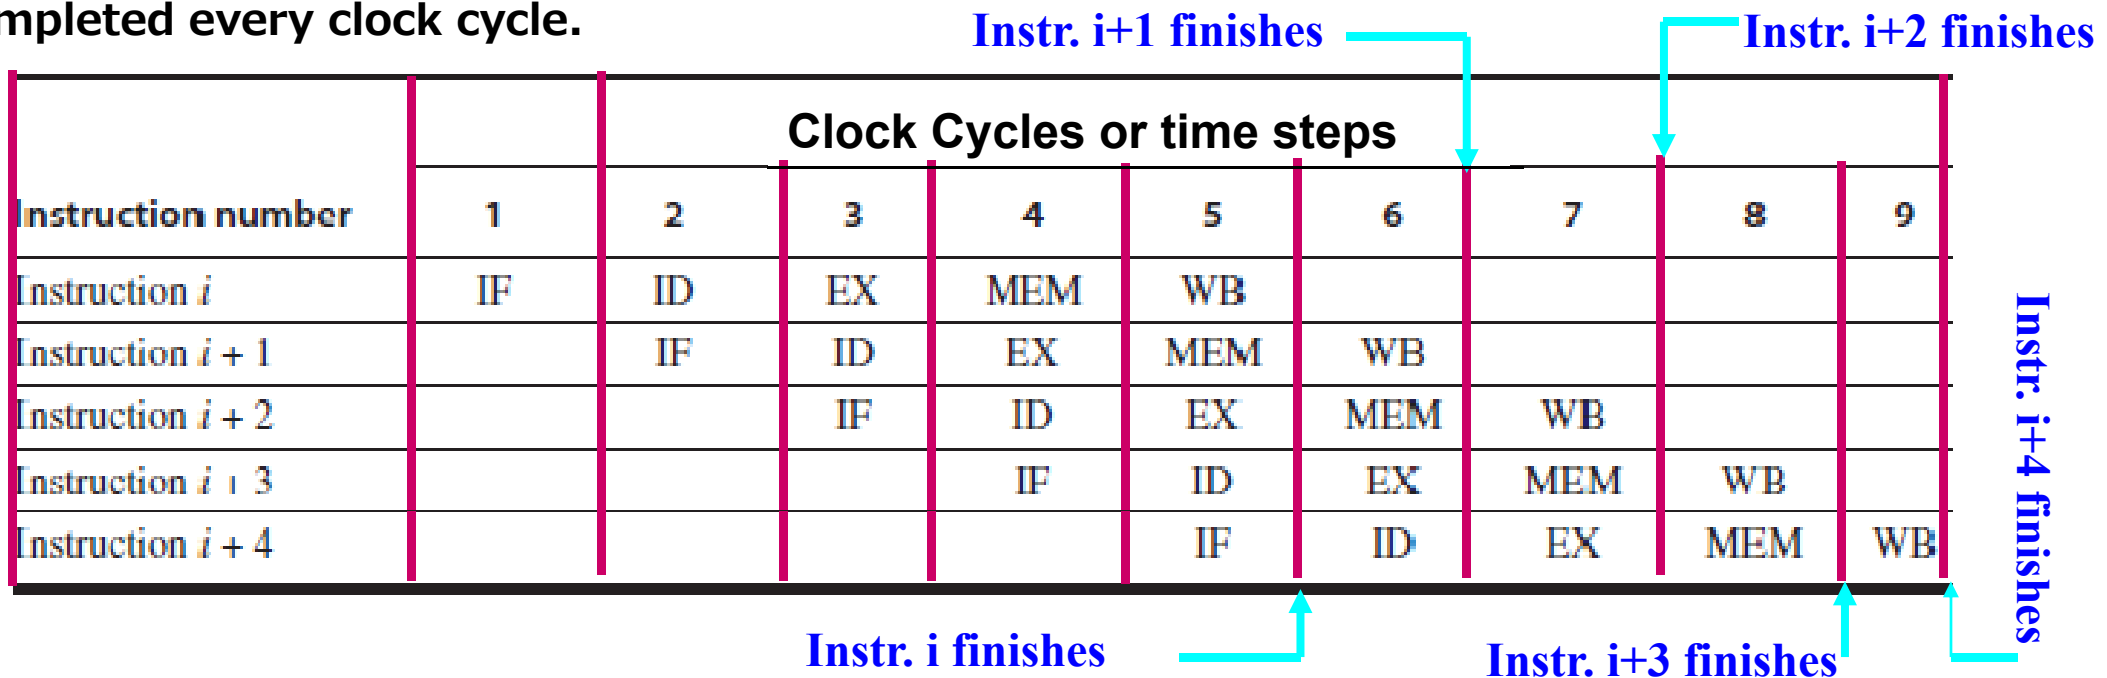 mpleted every clock cycle.
Instr. i+1 finishes
Instr. i+2 finishes
Clock Cycles or time steps
Instruction number 1 2 3 4 5 6 7 8 9
Instruction i IF ID EX MEM WB
Instruction i + 1 IF ID EX MEM WB
Instruction i + 2 IF ID EX MEM WB
Instruction i + 3 IF ID EX MEM WB
Instruction i + 4 IF ID EX MEM WB
Instr. i+4 finishes
Instr. i finishes
Instr. i+3 finishes